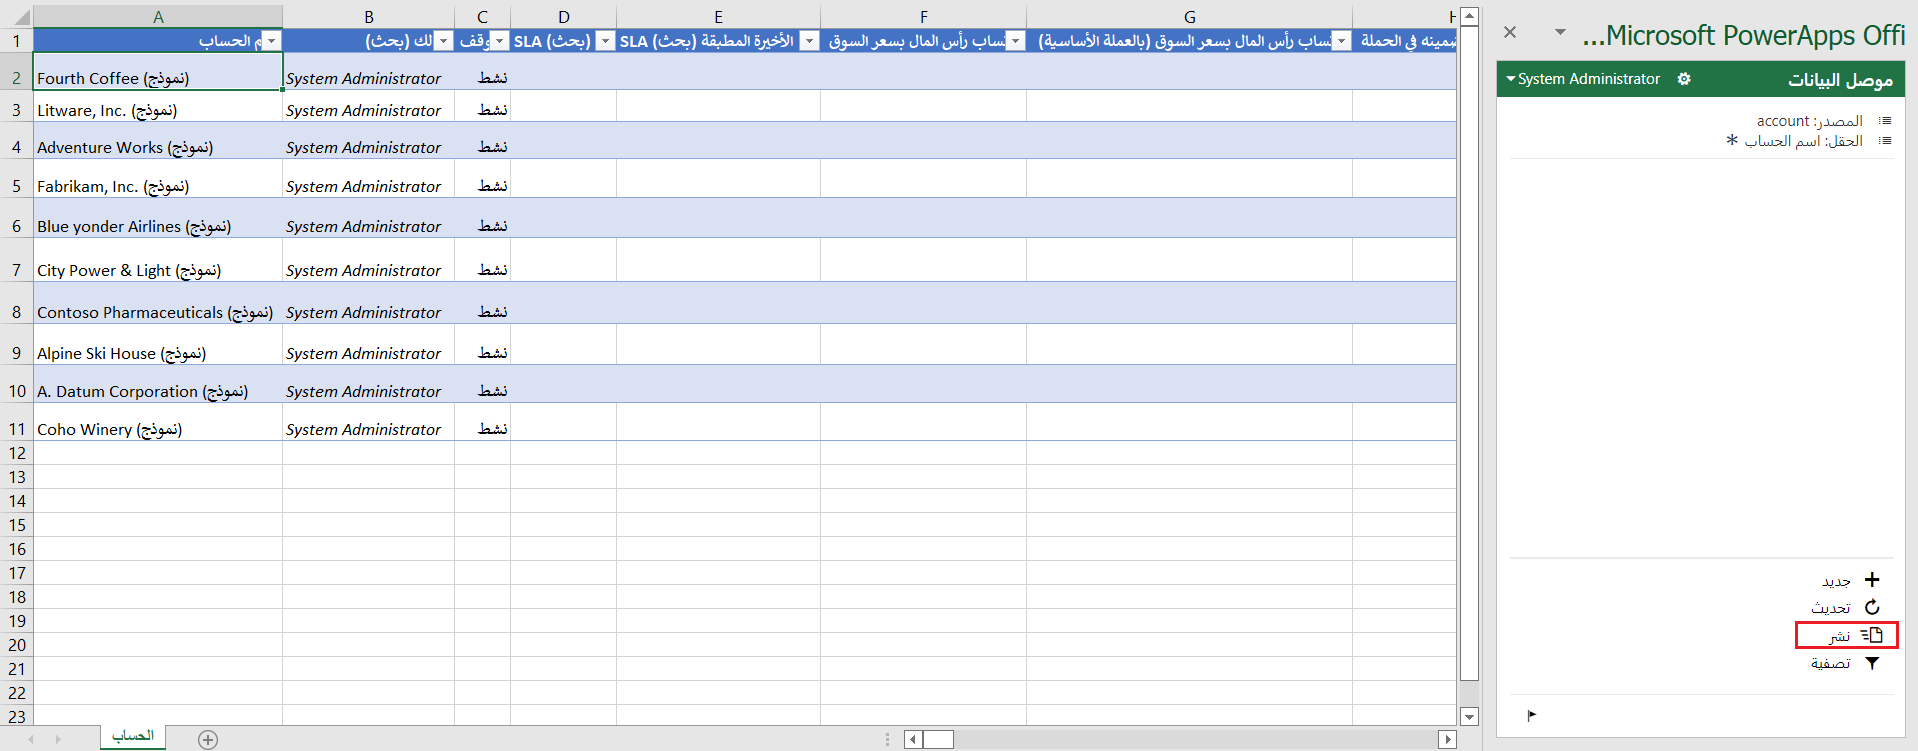 A B C D E F G H
1 م الحساب لك (بحث) وقف SLA (بحث) SLA الأخيرة المطبقة (بحث) ساب رأس المال بسعر السوق ساب رأس المال بسعر السوق (بالعملة الأساسية) ضمينه في الحملة
2 Fourth Coffee (نموذج) System Administrator نشط
3 Litware, Inc. (نموذج) System Administrator نشط
4 Adventure Works (نموذج) System Administrator نشط
5 Fabrikam, Inc. (نموذج) System Administrator نشط
6 Blue yonder Airlines (نموذج) System Administrator نشط
7 City Power & Light (نموذج) System Administrator نشط
8 Contoso Pharmaceuticals (نموذج) System Administrator نشط
9 Alpine Ski House (نموذج) System Administrator نشط
10 A. Datum Corporation (نموذج) System Administrator نشط
11 Coho Winery (نموذج) System Administrator نشط
12
13
14
15
16
17
18
19
20
21
22
23
الحساب
Microsoft PowerApps Offi...
موصل البيانات System Administrator
المصدر: account
الحقل: اسم الحساب *
جديد
تحديث
نشر
تصفية